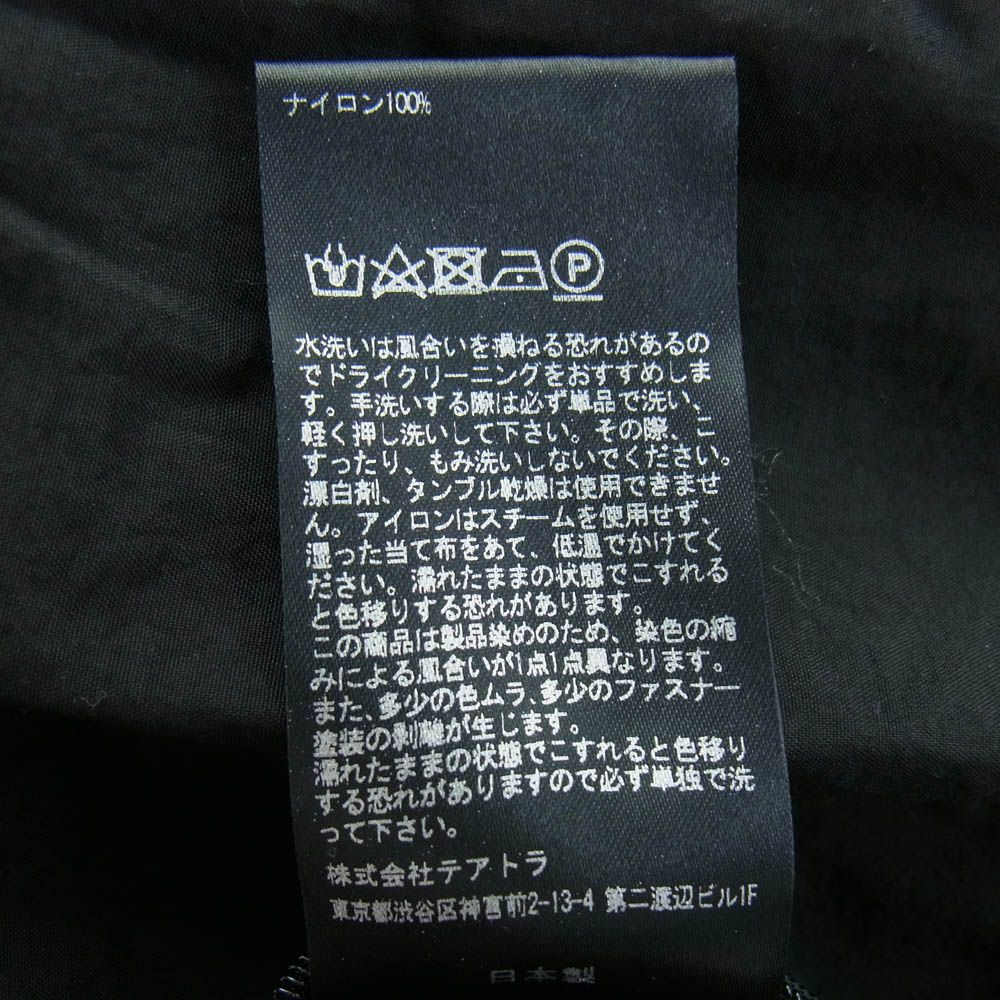 ナイロン100%
P
水洗いは風合いを損ねる恐れがあるの
でドライクリーニングをおすすめしま
す。手洗いする際は必ず単品で洗い、
軽く押し洗いして下さい。その際、こ
すったり、もみ洗いしないでください。
漂白剤、タンブル乾燥は使用できませ
ん。アイロンはスチームを使用せず、
湿った当て布をあて、低温でかけてく
ださい。濡れたままの状態でこすれる
と色移りする恐れがあります。
この商品は製品染めのため、染色の縮
みによる風合いが1点1点異なります。
また、多少の色ムラ、多少のファスナー
塗装の剥離が生じます。
濡れたままの状態でこすれると色移り
する恐れがありますので必ず単独で洗
って下さい。
株式会社テアトラ
東京都渋谷区神宮前2-13-4 第二渡辺ビル1F
日本製